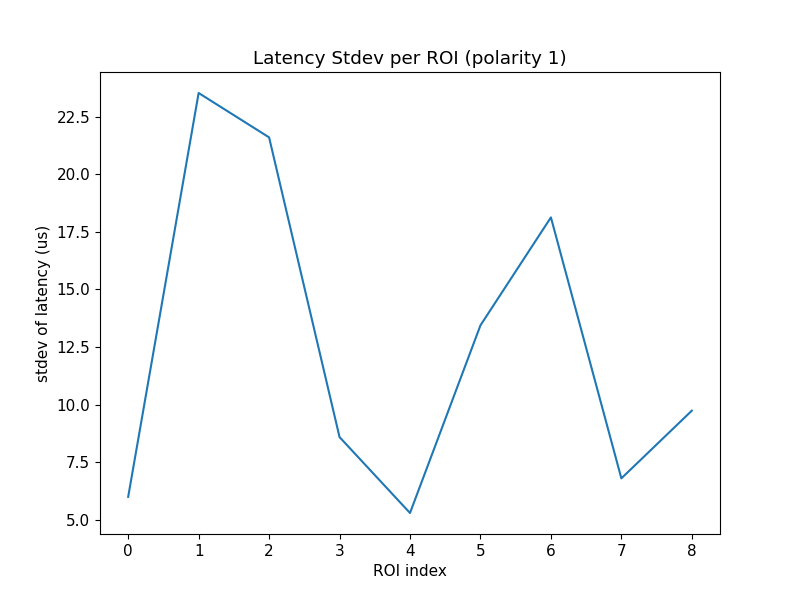 Latency Stdev per ROI (polarity 1)
stdev of latency (us)
22.5
20.0
17.5
15.0
12.5
10.0
7.5
5.0
0 1 2 3 4 5 6 7 8
ROI index